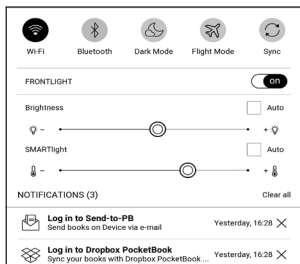 Wi-Fi Bluetooth Dark Mode Flight Mode Sync
FRONTLIGHT on
Brightness Auto
- +
SMARTlight Auto
- +
NOTIFICATIONS (3) Clear all
Log in to Send-to-PB
Send books on Device via e-mail Yesterday, 16:28
Log in to Dropbox PocketBook
Sync your books with Dropbox PocketBook ... Yesterday, 16:28